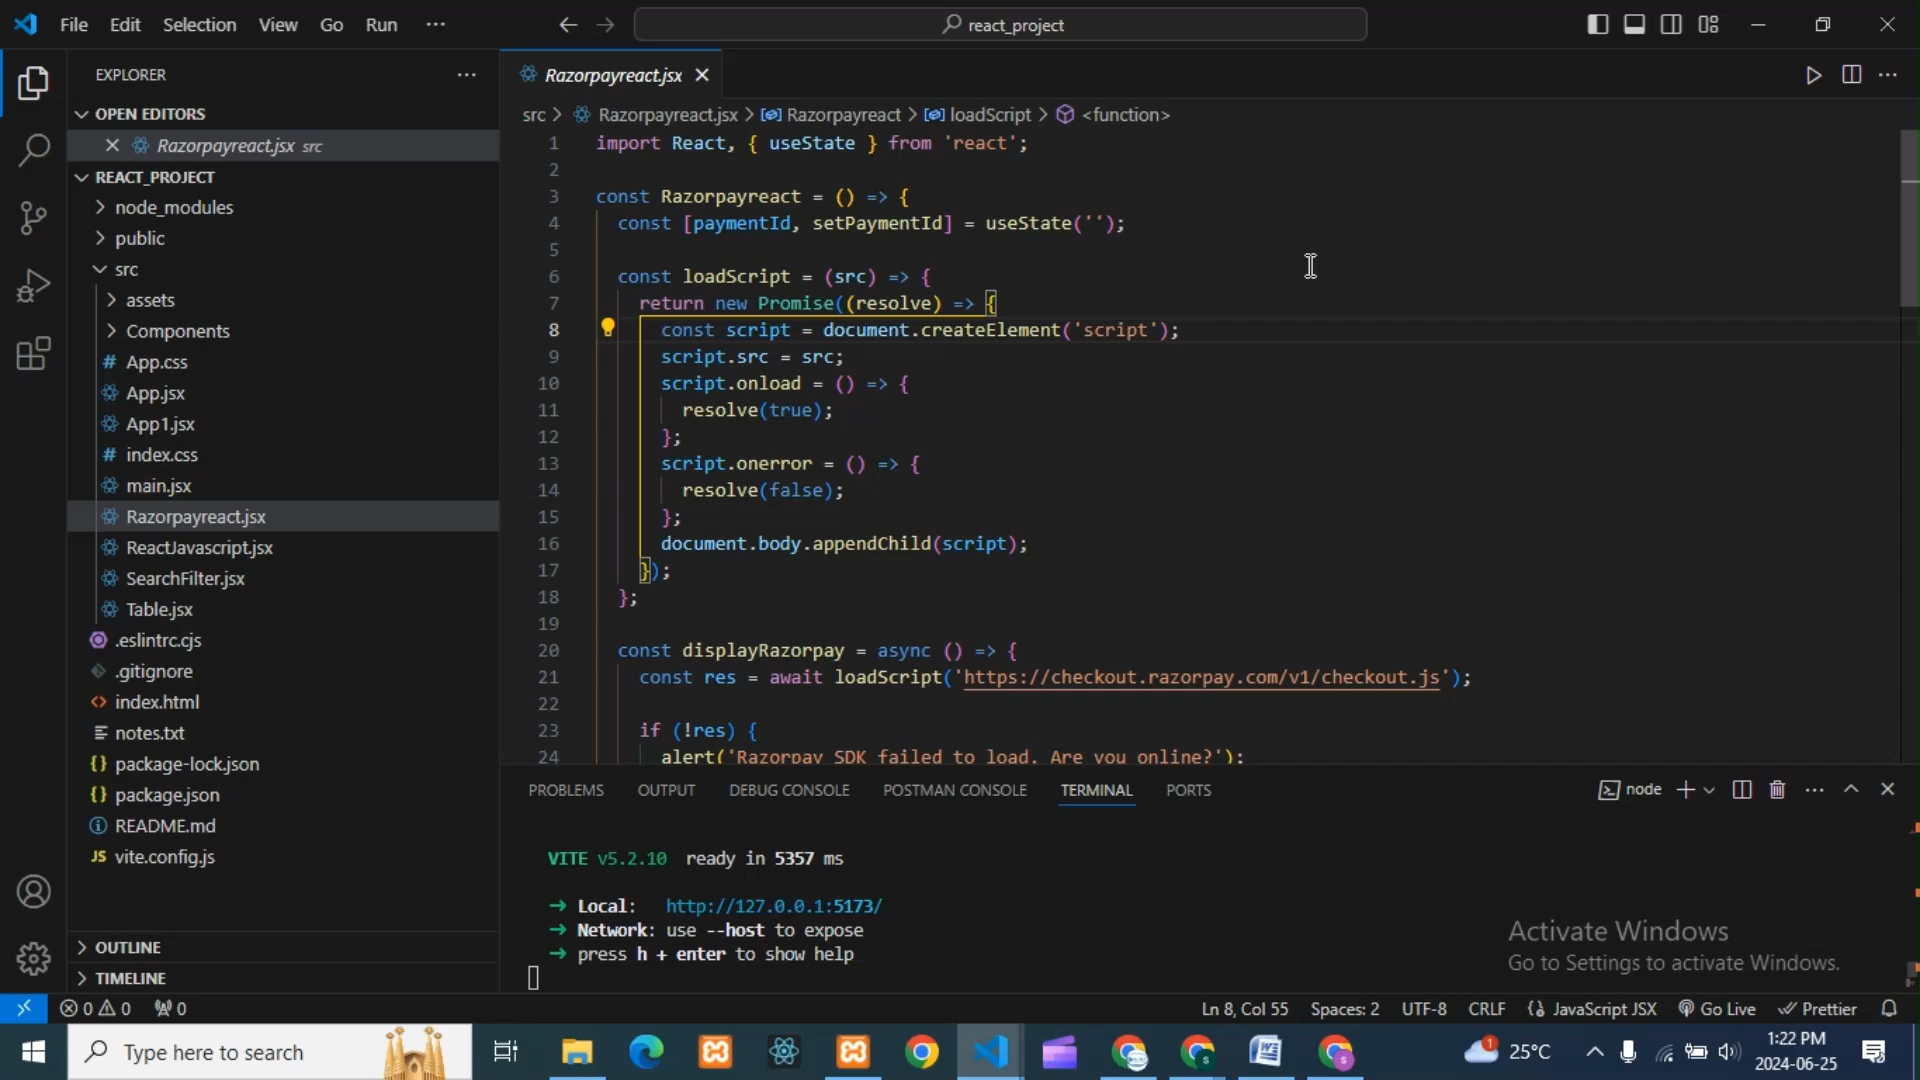 File Edit Selection View Go Run ···
react_project
EXPLORER ···
OPEN EDITORS
Razorpayreact.jsx src
REACT_PROJECT
node_modules
public
src
assets
Components
# App.css
App.jsx
App1.jsx
# index.css
main.jsx
Razorpayreact.jsx
ReactJavascript.jsx
SearchFilter.jsx
Table.jsx
.eslintrc.cjs
.gitignore
index.html
notes.txt
{} package-lock.json
{} package.json
README.md
JS vite.config.js
OUTLINE
TIMELINE
Razorpayreact.jsx
src > Razorpayreact.jsx > Razorpayreact > loadScript > <function>
1 import React, { useState } from 'react';
2
3 const Razorpayreact = () => {
4 const [paymentId, setPaymentId] = useState('');
5
6 const loadScript = (src) => {
7 return new Promise((resolve) => {
8 const script = document.createElement('script');
9 script.src = src;
10 script.onload = () => {
11 resolve(true);
12 };
13 script.onerror = () => {
14 resolve(false);
15 };
16 document.body.appendChild(script);
17 });
18 };
19
20 const displayRazorpay = async () => {
21 const res = await loadScript('https://checkout.razorpay.com/v1/checkout.js');
22
23 if (!res) {
24 alert('Razorpay SDK failed to load. Are you online?');
PROBLEMS OUTPUT DEBUG CONSOLE POSTMAN CONSOLE TERMINAL PORTS node
VITE v5.2.10 ready in 5357 ms
➜ Local: http://127.0.0.1:5173/
➜ Network: use --host to expose
➜ press h + enter to show help
Activate Windows
Go to Settings to activate Windows.
0 0 0 Ln 8, Col 55 Spaces: 2 UTF-8 CRLF {} JavaScript JSX Go Live Prettier
Type here to search
1
25°C
1:22 PM
2024-06-25